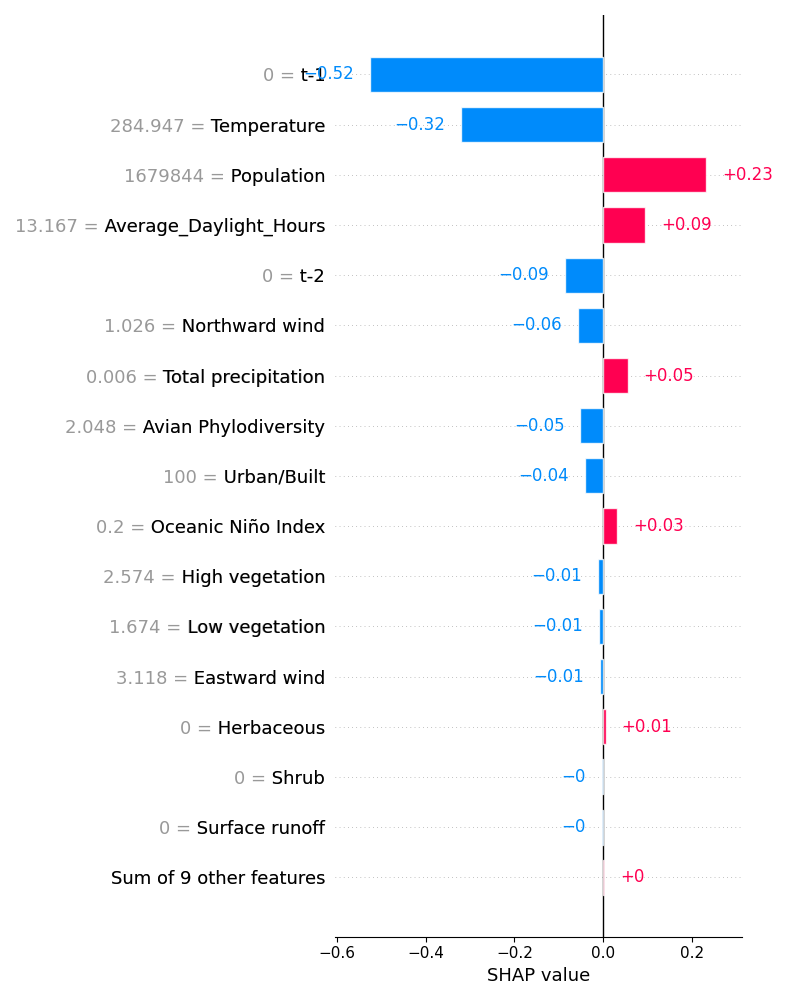 0 = t-1 −0.52
284.947 = Temperature −0.32
1679844 = Population +0.23
13.167 = Average_Daylight_Hours +0.09
0 = t-2 −0.09
1.026 = Northward wind −0.06
0.006 = Total precipitation +0.05
2.048 = Avian Phylodiversity −0.05
100 = Urban/Built −0.04
0.2 = Oceanic Niño Index +0.03
2.574 = High vegetation −0.01
1.674 = Low vegetation −0.01
3.118 = Eastward wind −0.01
0 = Herbaceous +0.01
0 = Shrub −0
0 = Surface runoff −0
Sum of 9 other features +0
−0.6 −0.4 −0.2 0.0 0.2
SHAP value